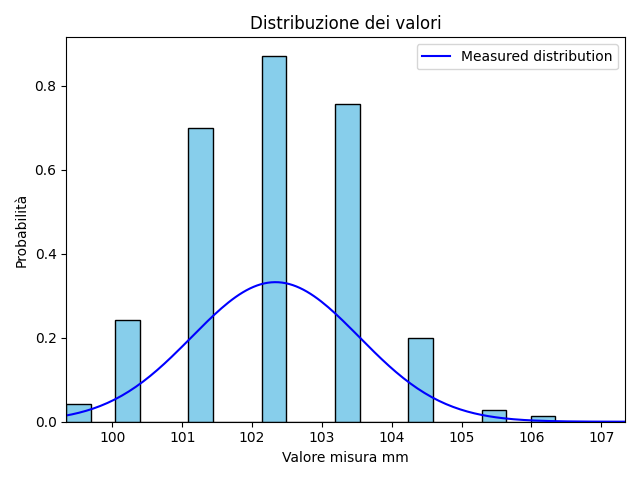 Distribuzione dei valori
Measured distribution
Probabilità
0.8
0.6
0.4
0.2
0.0
100 101 102 103 104 105 106 107
Valore misura mm